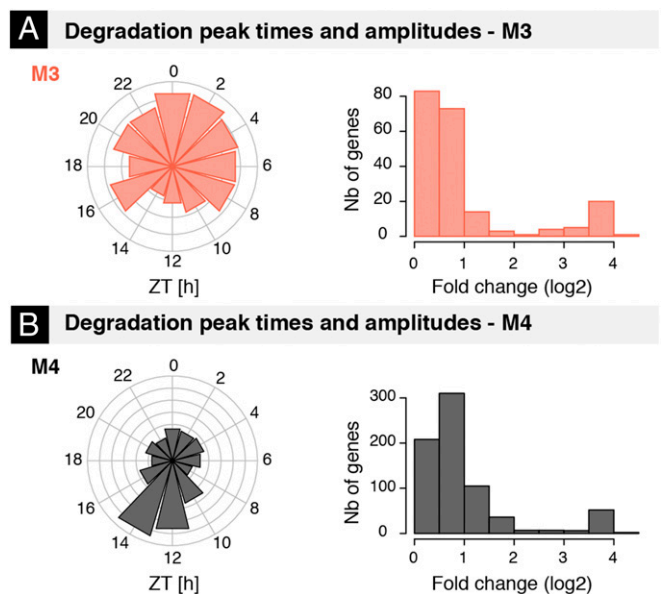 A Degradation peak times and amplitudes - M3
M3
0
2
4
6
8
10
12
14
16
18
20
22
ZT [h]
Nb of genes
80
60
40
20
0
0 1 2 3 4
Fold change (log2)
B Degradation peak times and amplitudes - M4
M4
0
2
4
6
8
10
12
14
16
18
20
22
ZT [h]
Nb of genes
300
200
100
0
0 1 2 3 4
Fold change (log2)